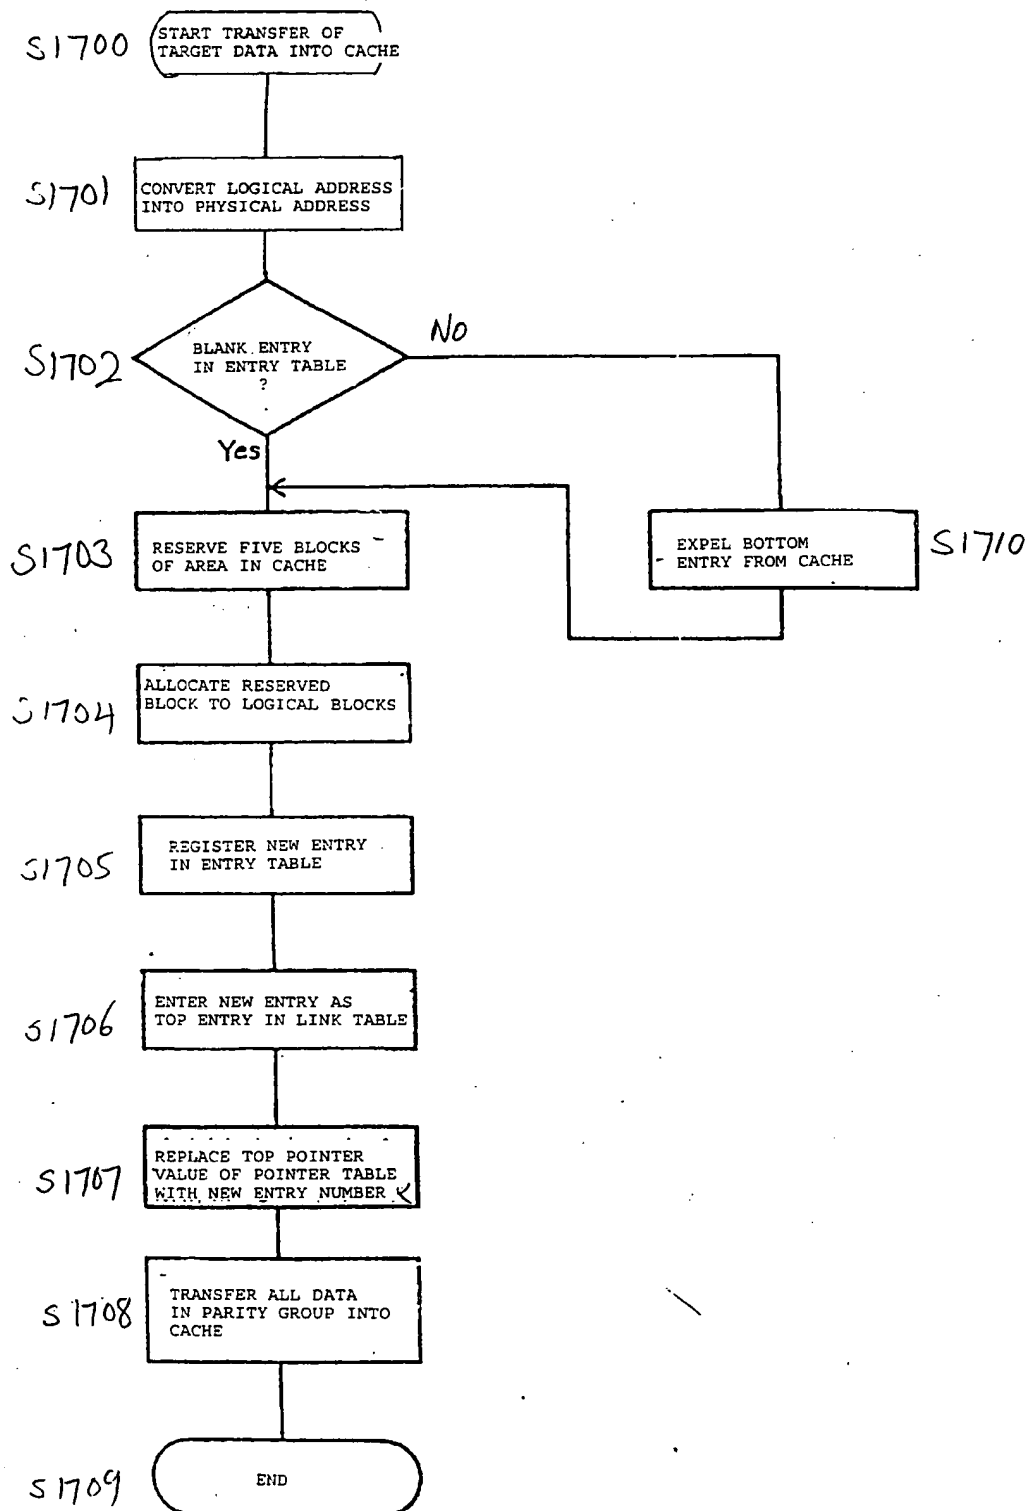 S1700
START TRANSFER OF
TARGET DATA INTO CACHE
S1701
CONVERT LOGICAL ADDRESS
INTO PHYSICAL ADDRESS
S1702
BLANK ENTRY
IN ENTRY TABLE
?
No
Yes
S1703
RESERVE FIVE BLOCKS
OF AREA IN CACHE
EXPEL BOTTOM
ENTRY FROM CACHE
S1710
S1704
ALLOCATE RESERVED
BLOCK TO LOGICAL BLOCKS
S1705
REGISTER NEW ENTRY
IN ENTRY TABLE
S1706
ENTER NEW ENTRY AS
TOP ENTRY IN LINK TABLE
S1707
REPLACE TOP POINTER
VALUE OF POINTER TABLE
WITH NEW ENTRY NUMBER
S1708
TRANSFER ALL DATA
IN PARITY GROUP INTO
CACHE
S1709
END